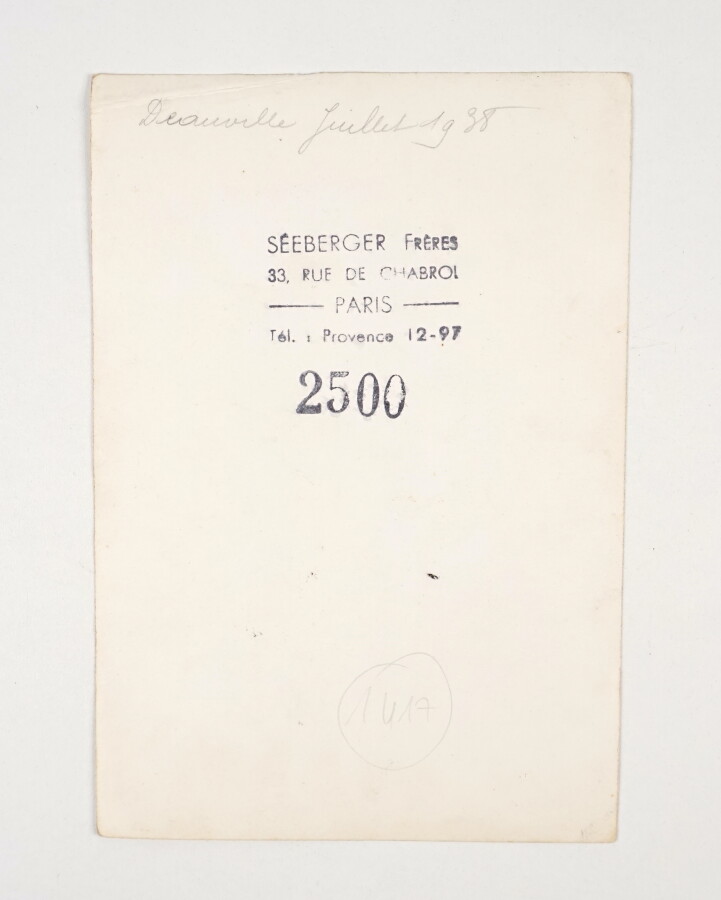 Deauville Juillet 1938
SÉEBERGER FRÈRES
33, RUE DE CHABROL
PARIS
Tél. : Provence 12-97
2500
1417